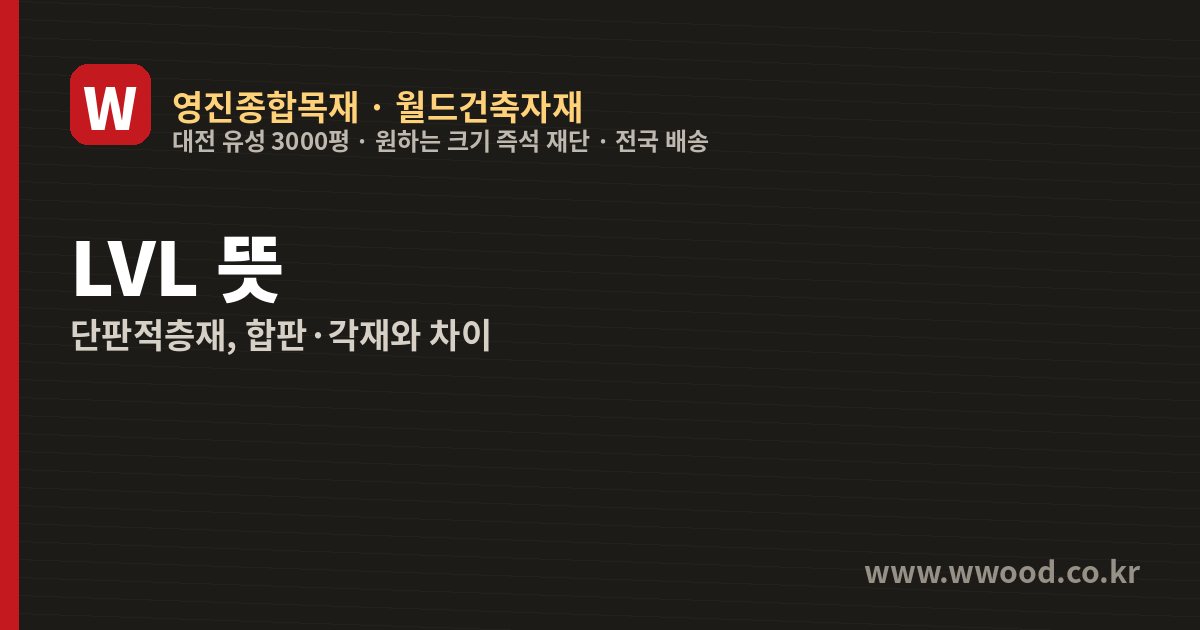 W
영진종합목재 · 월드건축자재
대전 유성 3000평 · 원하는 크기 즉석 재단 · 전국 배송
LVL 뜻
단판적층재, 합판·각재와 차이
www.wwood.co.kr